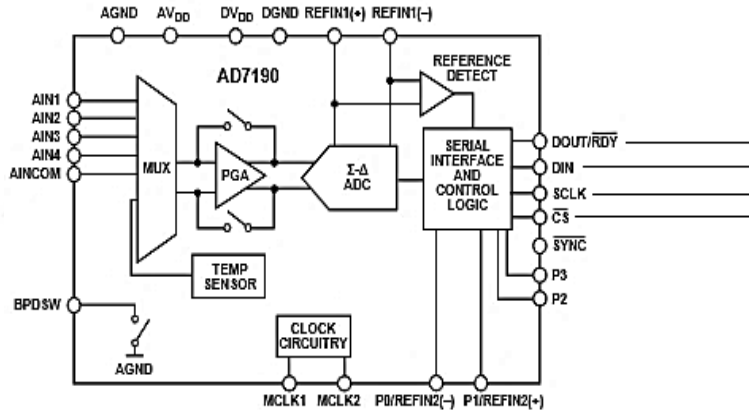 AGND AVDD DVDD DGND REFIN1(+) REFIN1(–)
AD7190
REFERENCE
DETECT
AIN1
AIN2
AIN3
AIN4
AINCOM
MUX
PGA
Σ-Δ
ADC
SERIAL
INTERFACE
AND
CONTROL
LOGIC
DOUT/RDY
DIN
SCLK
CS
SYNC
P3
P2
TEMP
SENSOR
BPDSW
AGND
CLOCK
CIRCUITRY
MCLK1 MCLK2 P0/REFIN2(–) P1/REFIN2(+)